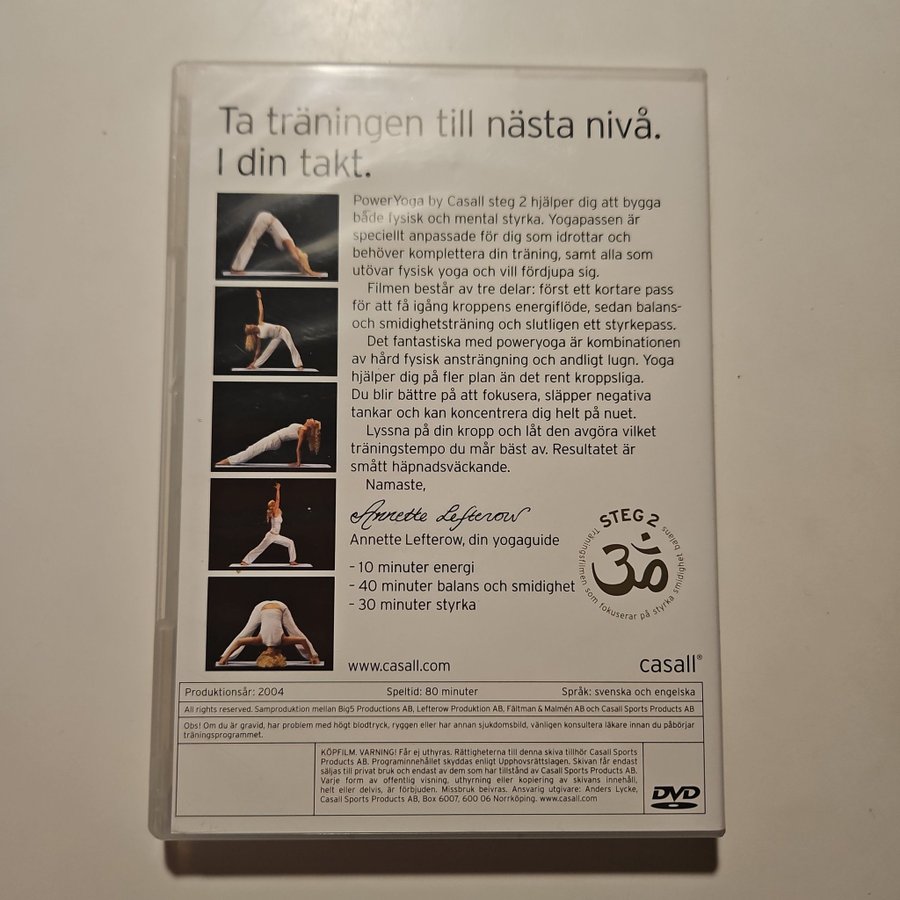 Ta träningen till nästa nivå.
I din takt.
PowerYoga by Casall steg 2 hjälper dig att bygga
både fysisk och mental styrka. Yogapassen är
speciellt anpassade för dig som idrottar och
behöver komplettera din träning, samt alla som
utövar fysisk yoga och vill fördjupa sig.
Filmen består av tre delar: först ett kortare pass
för att få igång kroppens energiflöde, sedan balans-
och smidighetsträning och slutligen ett styrkepass.
Det fantastiska med poweryoga är kombinationen
av hård fysisk ansträngning och andligt lugn. Yoga
hjälper dig på fler plan än det rent kroppsliga.
Du blir bättre på att fokusera, släpper negativa
tankar och kan koncentrera dig helt på nuet.
Lyssna på din kropp och låt den avgöra vilket
träningstempo du mår bäst av. Resultatet är
smått häpnadsväckande.
Namaste,
Annette Lefterow
Annette Lefterow, din yogaguide
– 10 minuter energi
– 40 minuter balans och smidighet
– 30 minuter styrka
STEG 2
ॐ
Träningsfilmen som fokuserar på styrka smidighet balans
www.casall.com
casall®
Produktionsår: 2004 Speltid: 80 minuter Språk: svenska och engelska
All rights reserved. Samproduktion mellan Big5 Productions AB, Lefterow Produktion AB, Fältman & Malmén AB och Casall Sports Products AB
Obs! Om du är gravid, har problem med högt blodtryck, ryggen eller har annan sjukdomsbild, vänligen konsultera läkare innan du påbörjar
träningsprogrammet.
KÖPFILM. VARNING! Får ej uthyras. Rättigheterna till denna skiva tillhör Casall Sports
Products AB. Programinnehållet skyddas enligt Upphovsrättslagen. Skivan får endast
säljas till privat bruk och endast av dem som har tillstånd av Casall Sports Products AB.
Varje form av offentlig visning, uthyrning eller kopiering av skivans innehåll,
helt eller delvis, är förbjuden. Missbruk beivras. Ansvarig utgivare: Anders Lycke,
Casall Sports Products AB, Box 6007, 600 06 Norrköping. www.casall.com
DVD